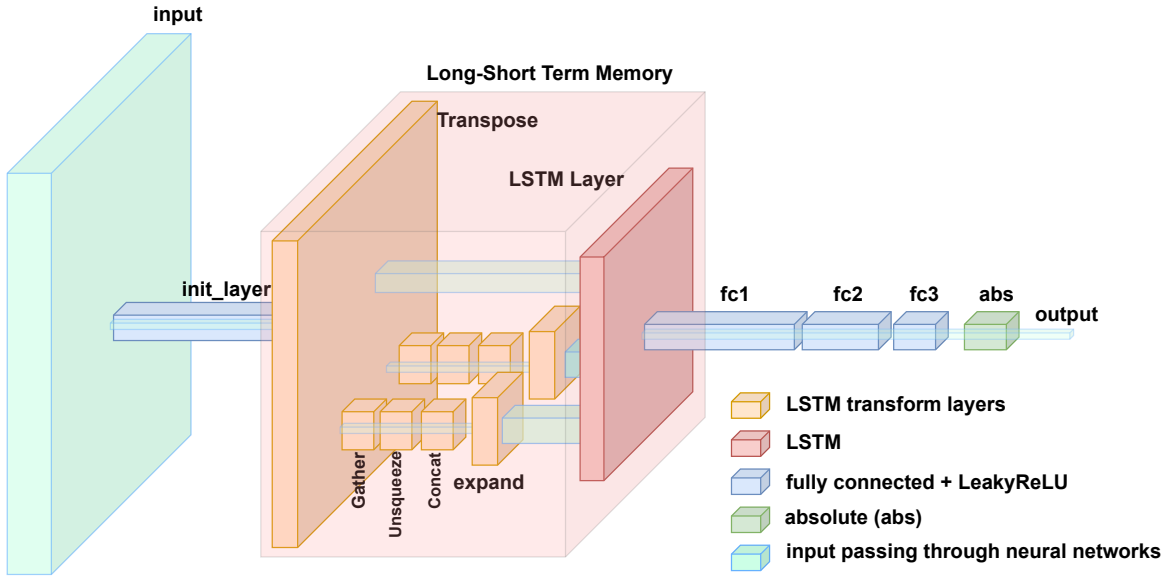 input
Long-Short Term Memory
Transpose
LSTM Layer
init_layer
fc1
fc2
fc3
abs
output
Gather
Unsqueeze
Concat
expand
LSTM transform layers
LSTM
fully connected + LeakyReLU
absolute (abs)
input passing through neural networks